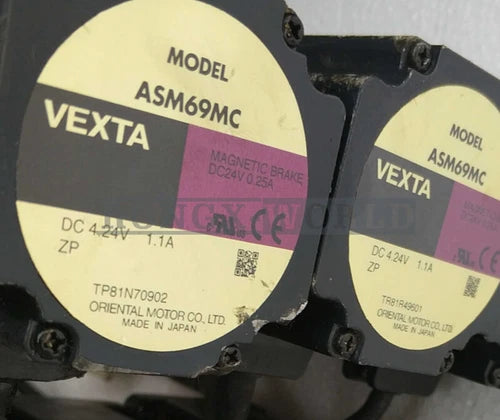 MODEL
ASM69MC
VEXTA
MAGNETIC BRAKE
DC24V 0.25A
DC 4.24V 1.1A
ZP
TP81N70902
ORIENTAL MOTOR CO., LTD.
MADE IN JAPAN
MODEL
ASM69MC
VEXTA
DC 4.24V 1.1A
ZP
TR81R49601
ORIENTAL MOTOR CO., LTD.
MADE IN JAPAN